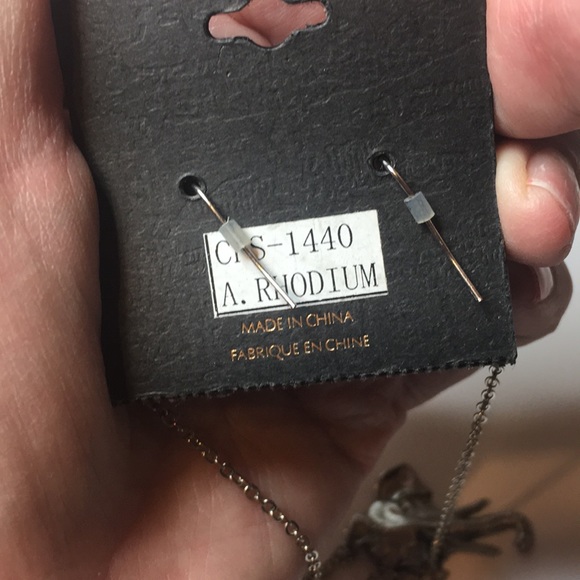 A. RHODIUM
MADE IN CHINA
FABRIQUE EN CHINE